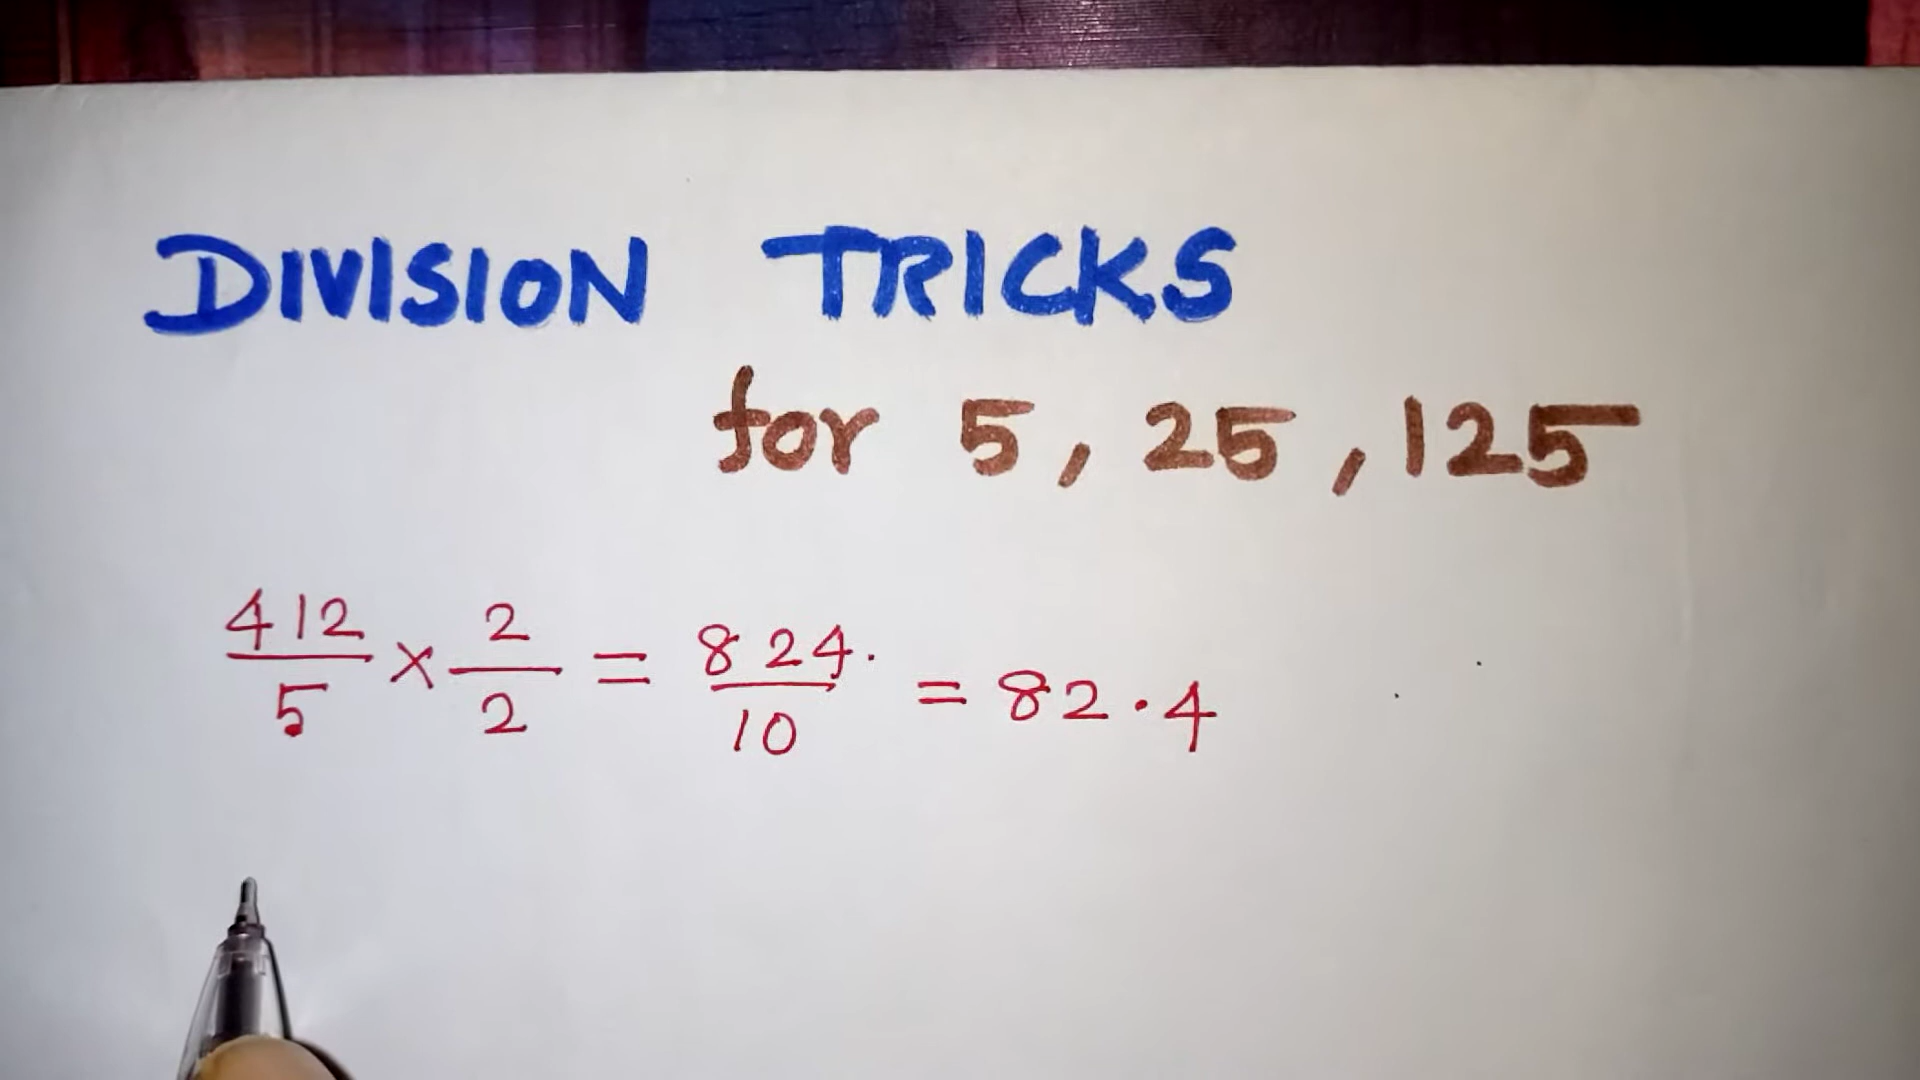 DIVISION TRICKS
for 5, 25, 125
412/5 × 2/2 = 824./10 = 82.4